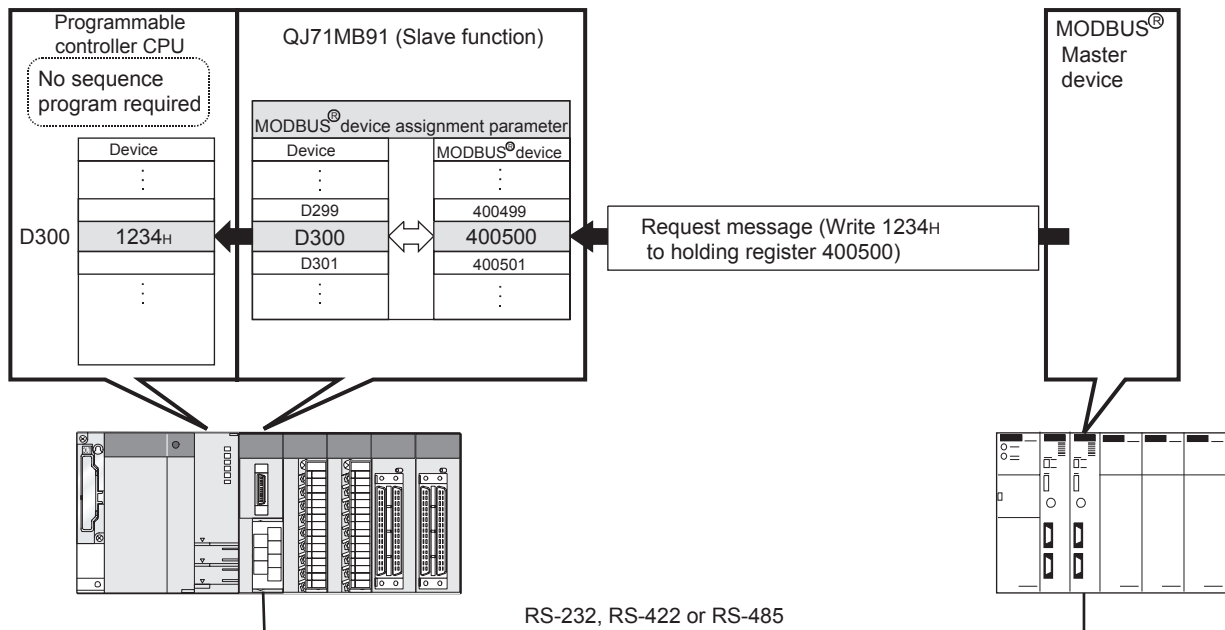 Programmable
controller CPU
No sequence
program required
Device
D300
1234H
QJ71MB91 (Slave function)
MODBUS® device assignment parameter
Device
MODBUS® device
D299
400499
D300
400500
D301
400501
Request message (Write 1234H
to holding register 400500)
MODBUS®
Master
device
RS-232, RS-422 or RS-485